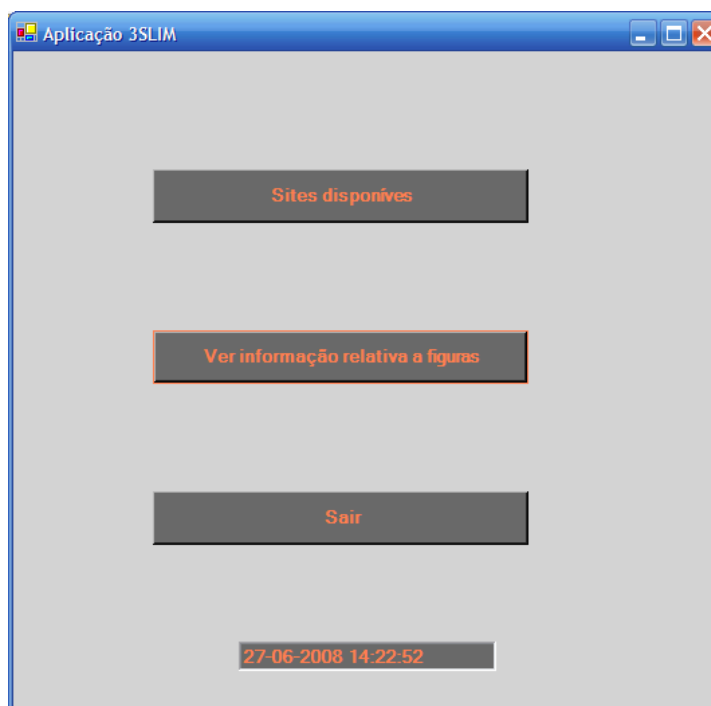 Aplicação 3SLIM
Sites disponíves
Ver informação relativa a figuras
Sair
27-06-2008 14:22:52